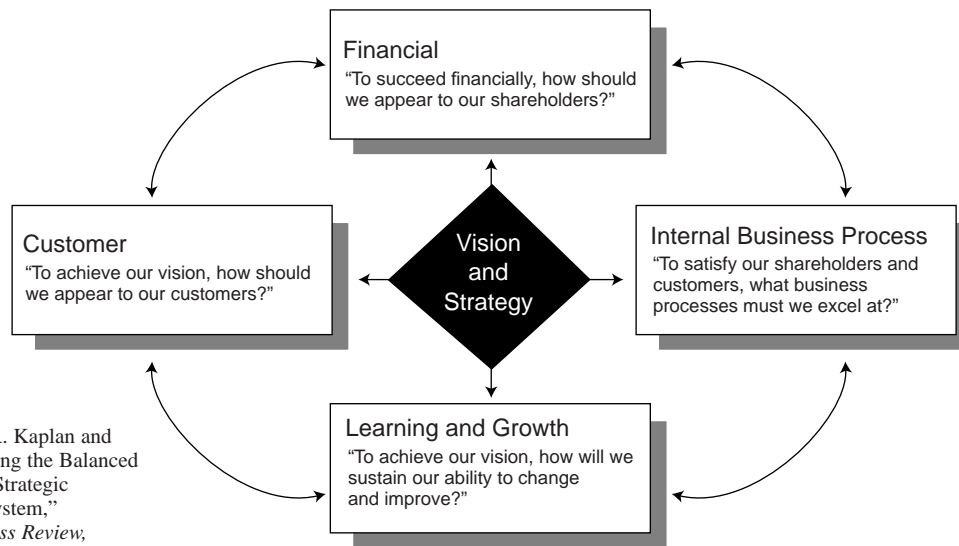 Financial
“To succeed financially, how should
we appear to our shareholders?”
Customer
“To achieve our vision, how should
we appear to our customers?”
Vision
and
Strategy
Internal Business Process
“To satisfy our shareholders and
customers, what business
processes must we excel at?”
Learning and Growth
“To achieve our vision, how will we
sustain our ability to change
and improve?”
. Kaplan and
ing the Balanced
Strategic
ystem,”
ss Review,